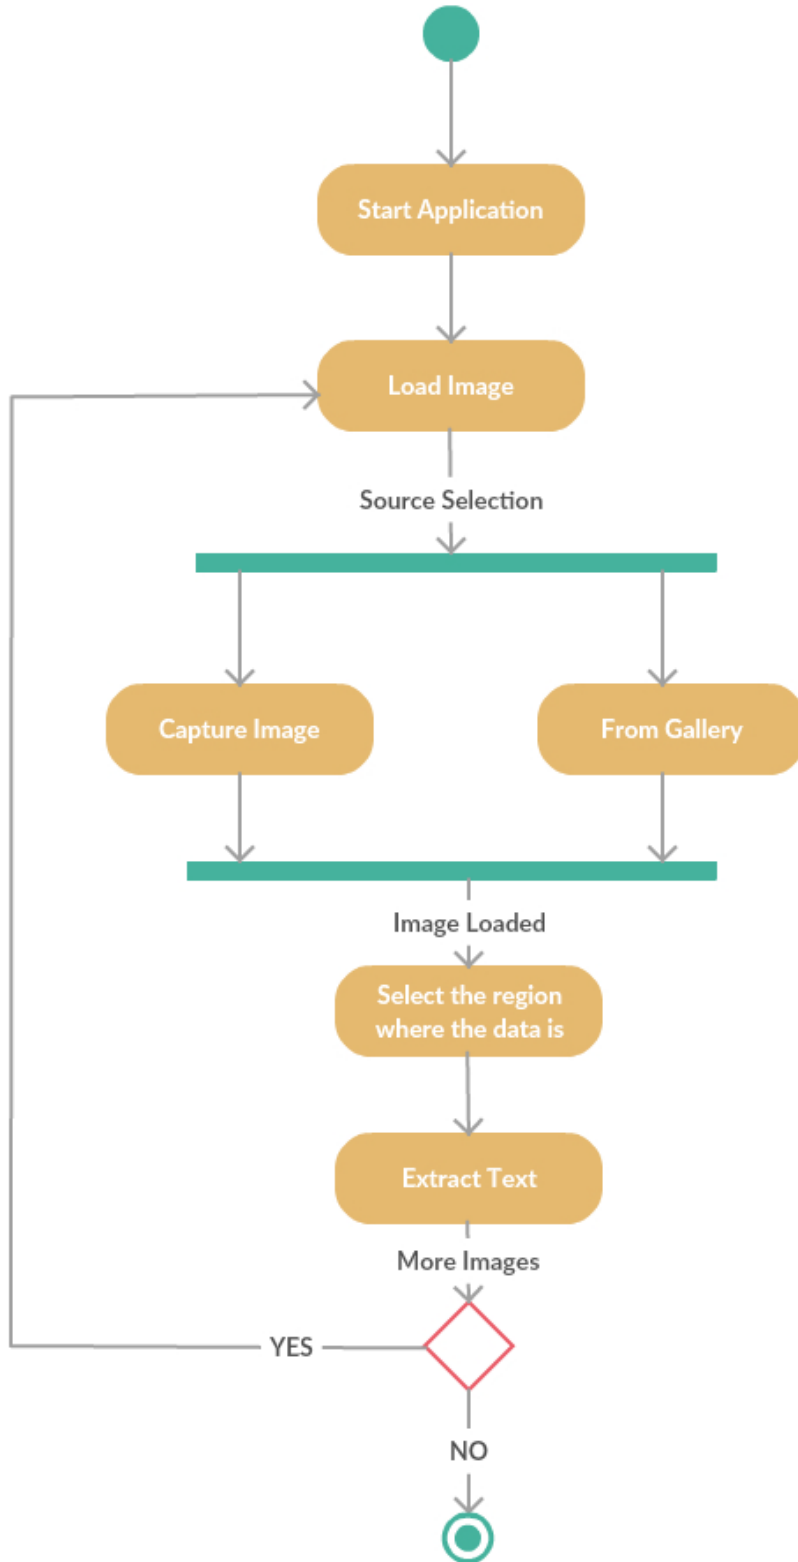 Start Application
Load Image
Source Selection
Capture Image
From Gallery
Image Loaded
Select the region
where the data is
Extract Text
More Images
YES
NO